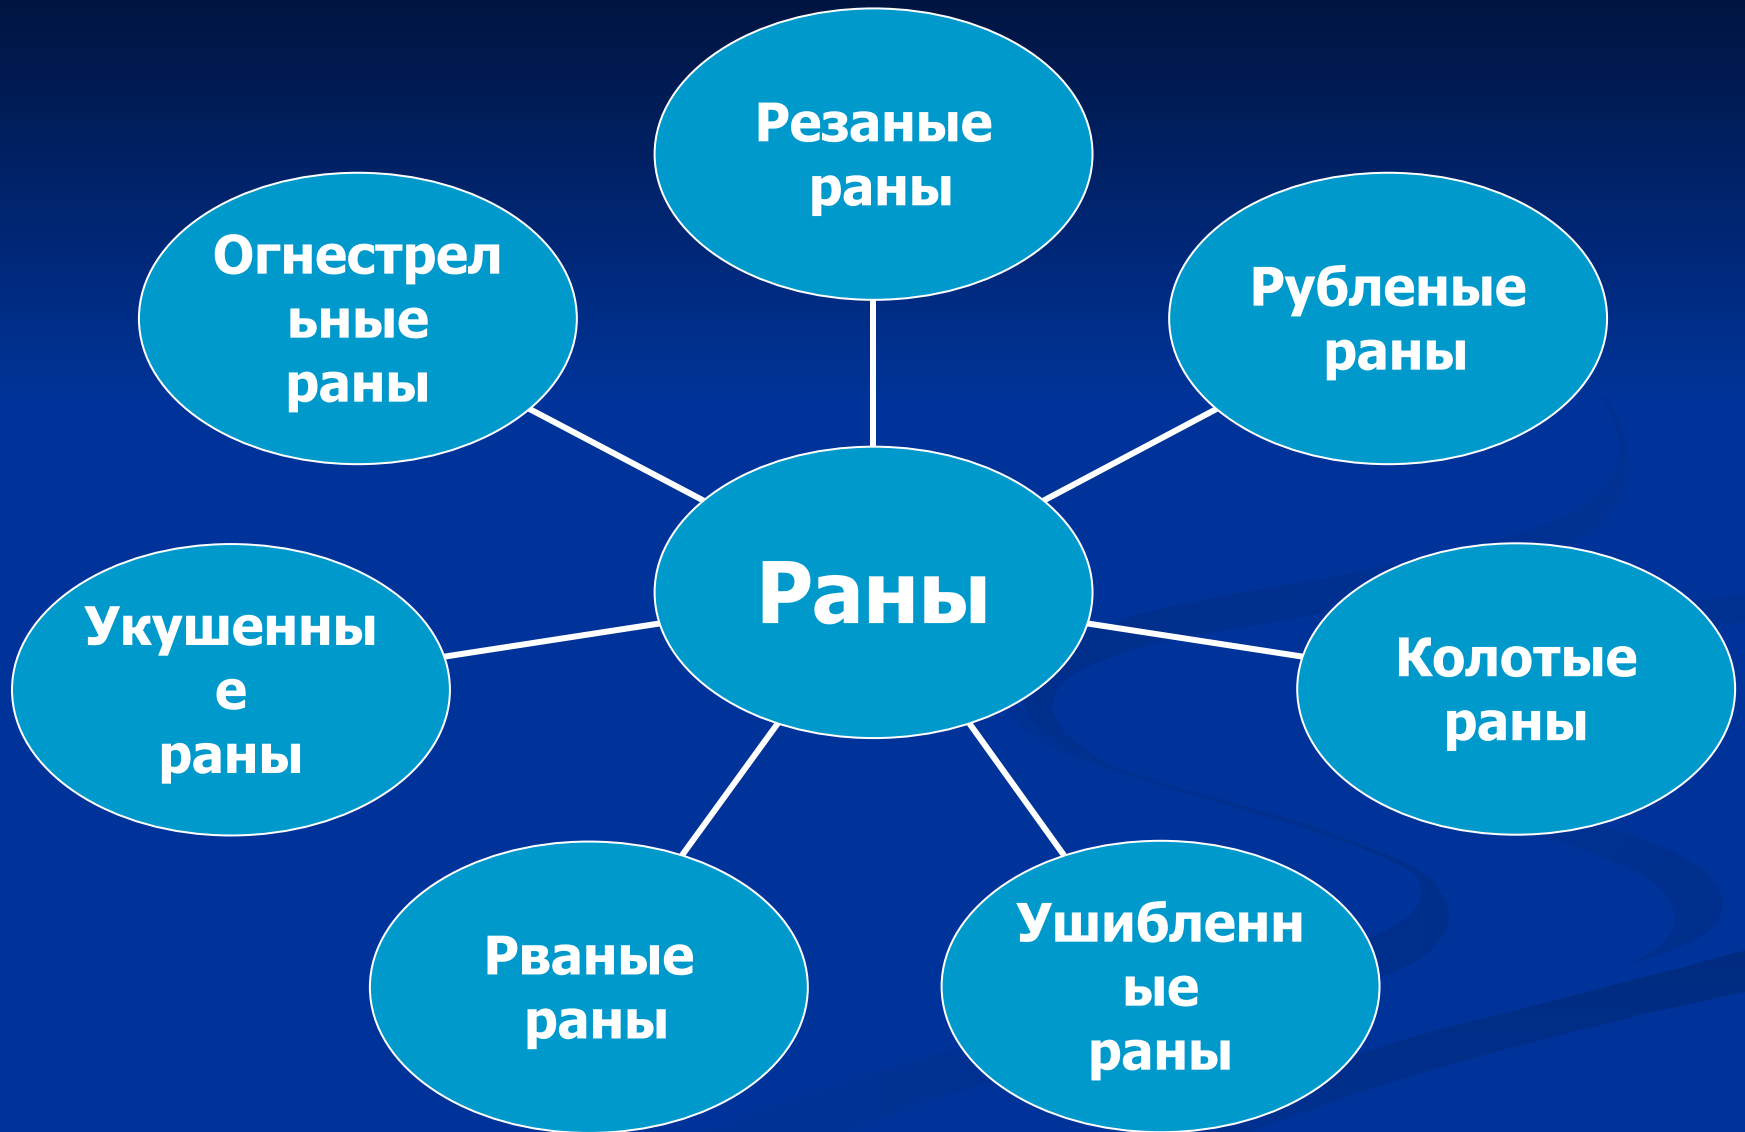 Резаные
раны
Огнестрел
ьные
раны
Рубленые
раны
Раны
Укушенны
е
раны
Колотые
раны
Рваные
раны
Ушибленн
ые
раны